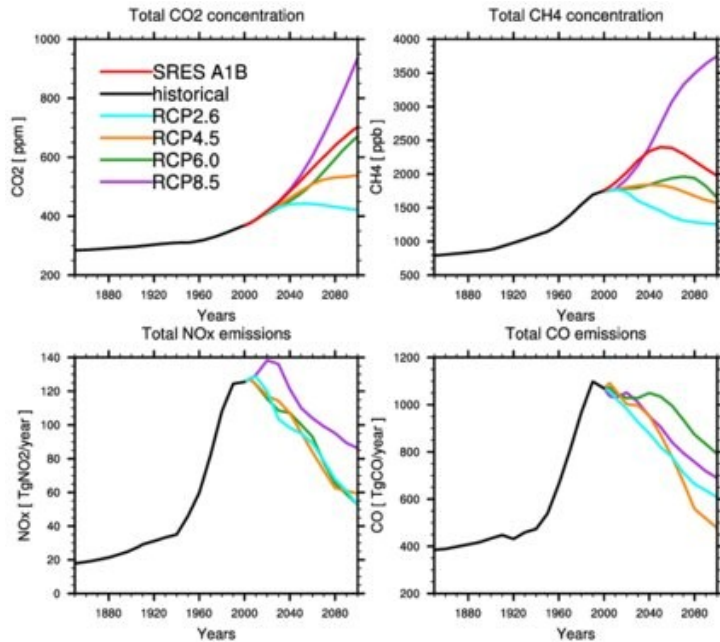 Total CO2 concentration
CO2 [ ppm ]
1000
800
600
400
200
SRES A1B
historical
RCP2.6
RCP4.5
RCP6.0
RCP8.5
1880 1920 1960 2000 2040 2080
Years
Total CH4 concentration
CH4 [ ppb ]
4000
3500
3000
2500
2000
1500
1000
500
1880 1920 1960 2000 2040 2080
Years
Total NOx emissions
NOx [ TgNO2/year ]
140
120
100
80
60
40
20
0
1880 1920 1960 2000 2040 2080
Years
Total CO emissions
CO [ TgCO/year ]
1200
1000
800
600
400
200
1880 1920 1960 2000 2040 2080
Years